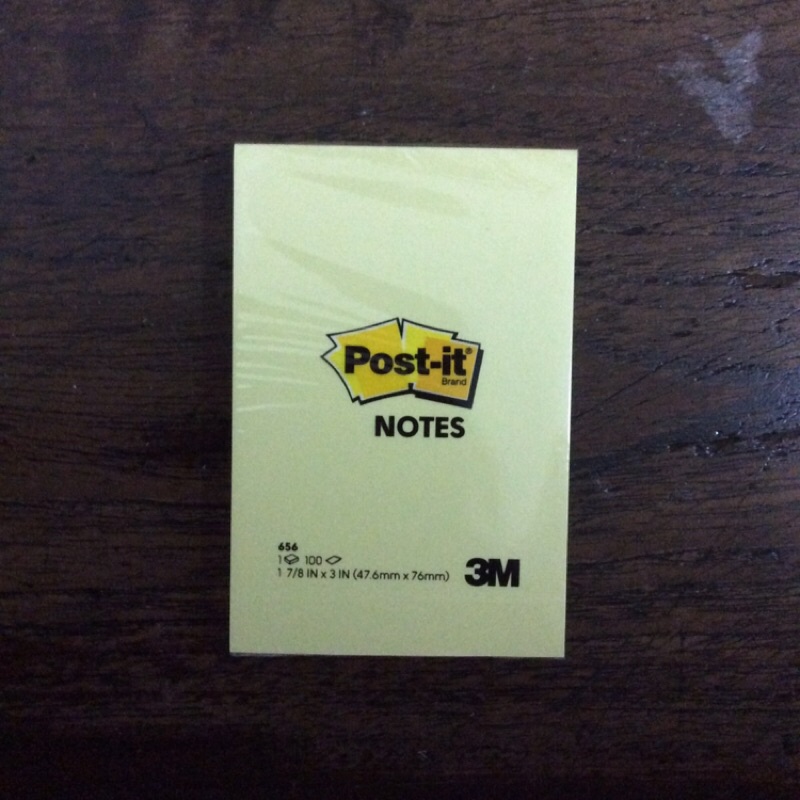 Post-it®
Brand
NOTES
656
1 100
1 7/8 IN x 3 IN (47.6mm x 76mm)
3M